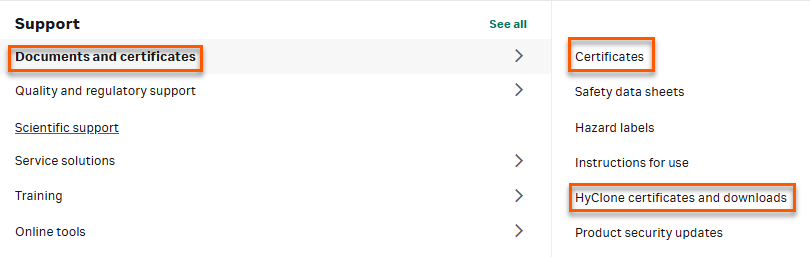 Support
See all
Documents and certificates
Quality and regulatory support
Scientific support
Service solutions
Training
Online tools
Certificates
Safety data sheets
Hazard labels
Instructions for use
HyClone certificates and downloads
Product security updates